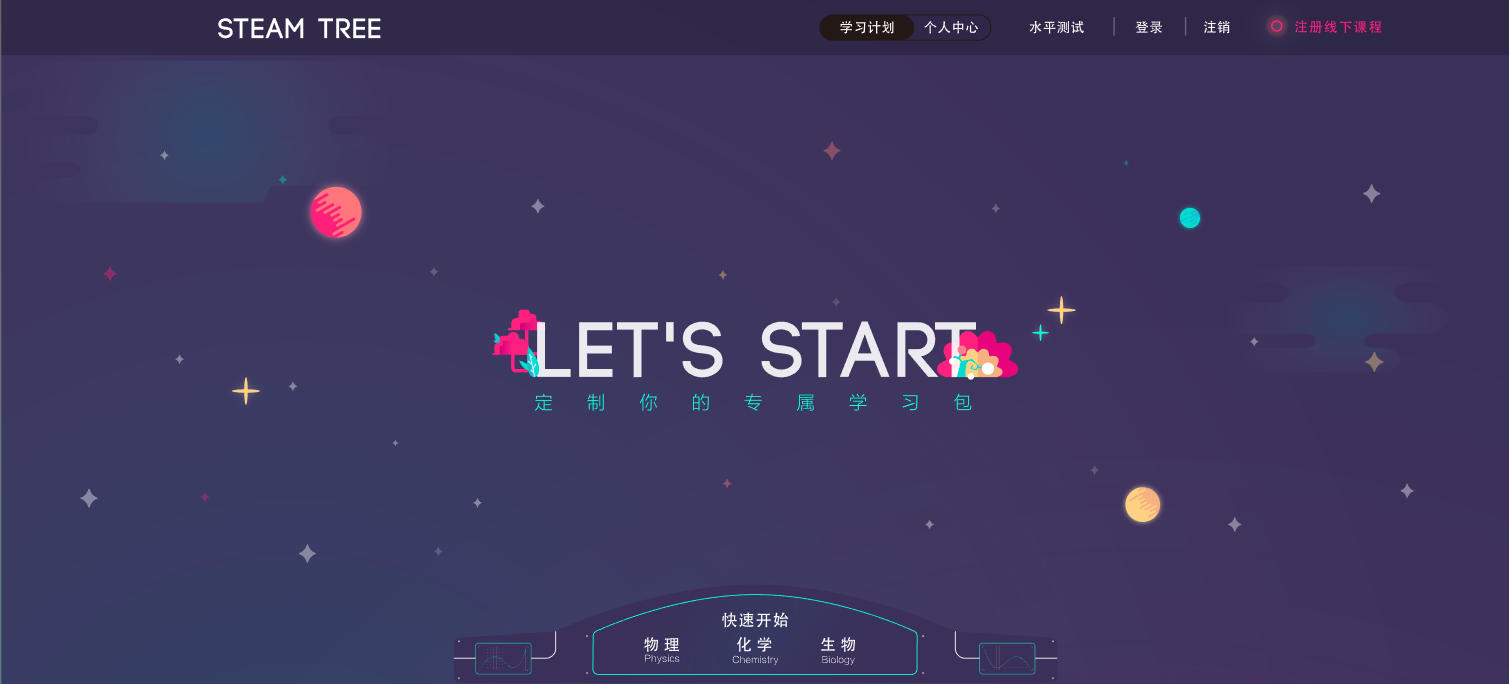 STEAM TREE
学习计划 个人中心 水平测试 登录 注销 注册线下课程
LET'S START
定制你的专属学习包
快速开始
物理 化学 生物
Physics Chemistry Biology